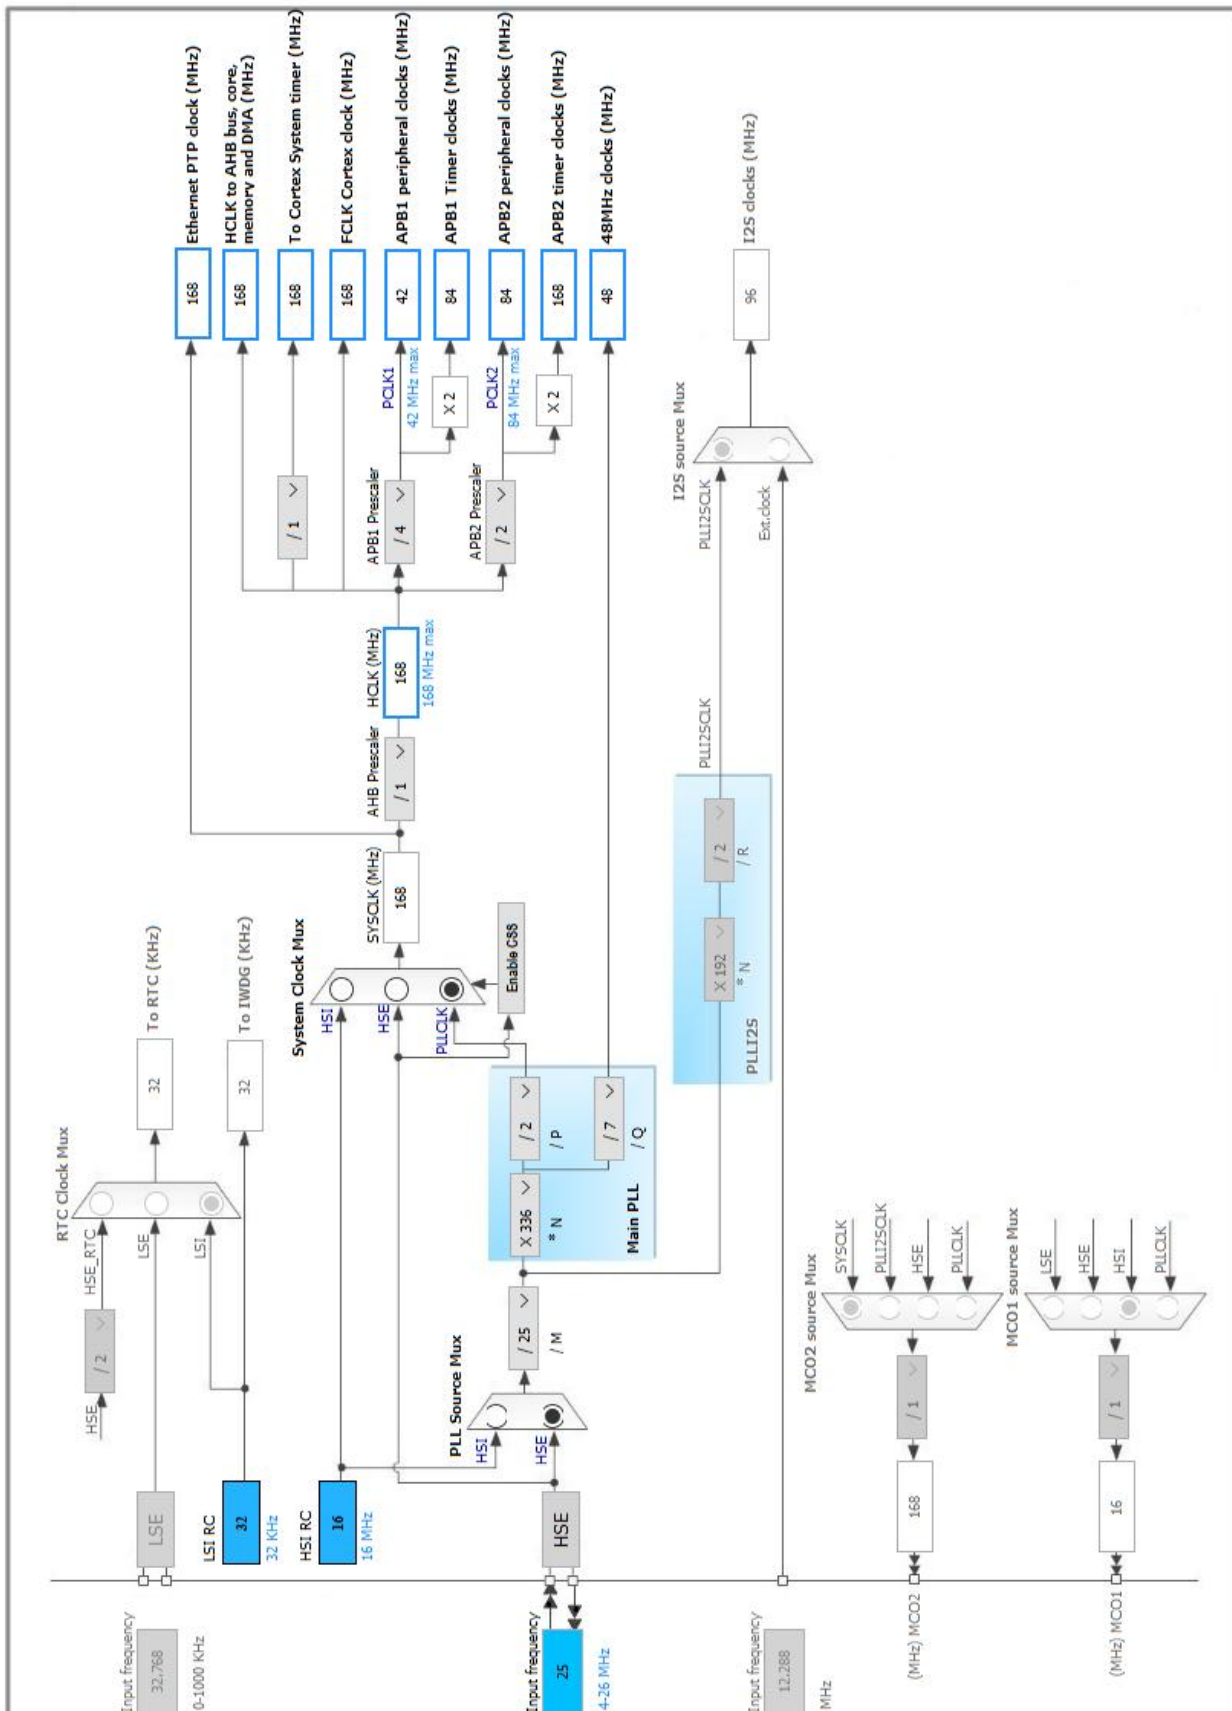 Input frequency
32.768
0-1000 KHz
LSE
HSE
/ 2
HSE_RTC
LSE
LSI
RTC Clock Mux
32
To RTC (KHz)
LSI RC
32
32 KHz
32
To IWDG (KHz)
HSI RC
16
16 MHz
Input frequency
25
4-26 MHz
HSE
HSI
HSE
PLL Source Mux
/ 25
/ M
X 336
* N
/ 2
/ P
/ 7
/ Q
Main PLL
System Clock Mux
HSI
HSE
PLLCLK
Enable CSS
SYSCLK (MHz)
168
AHB Prescaler
/ 1
HCLK (MHz)
168
168 MHz max
/ 1
APB1 Prescaler
/ 4
PCLK1
42 MHz max
X 2
APB2 Prescaler
/ 2
PCLK2
84 MHz max
X 2
168
Ethernet PTP clock (MHz)
168
HCLK to AHB bus, core,
memory and DMA (MHz)
168
To Cortex System timer (MHz)
168
FCLK Cortex clock (MHz)
42
APB1 peripheral clocks (MHz)
84
APB1 Timer clocks (MHz)
84
APB2 peripheral clocks (MHz)
168
APB2 timer clocks (MHz)
48
48MHz clocks (MHz)
PLLI2S
X 192
* N
/ 2
/ R
PLLI2SCLK
PLLI2SCLK
Ext.clock
I2S source Mux
96
I2S clocks (MHz)
Input frequency
12.288
MHz
(MHz) MCO2
168
/ 1
MCO2 source Mux
SYSCLK
PLLI2SCLK
HSE
PLLCLK
(MHz) MCO1
16
/ 1
MCO1 source Mux
LSE
HSE
HSI
PLLCLK